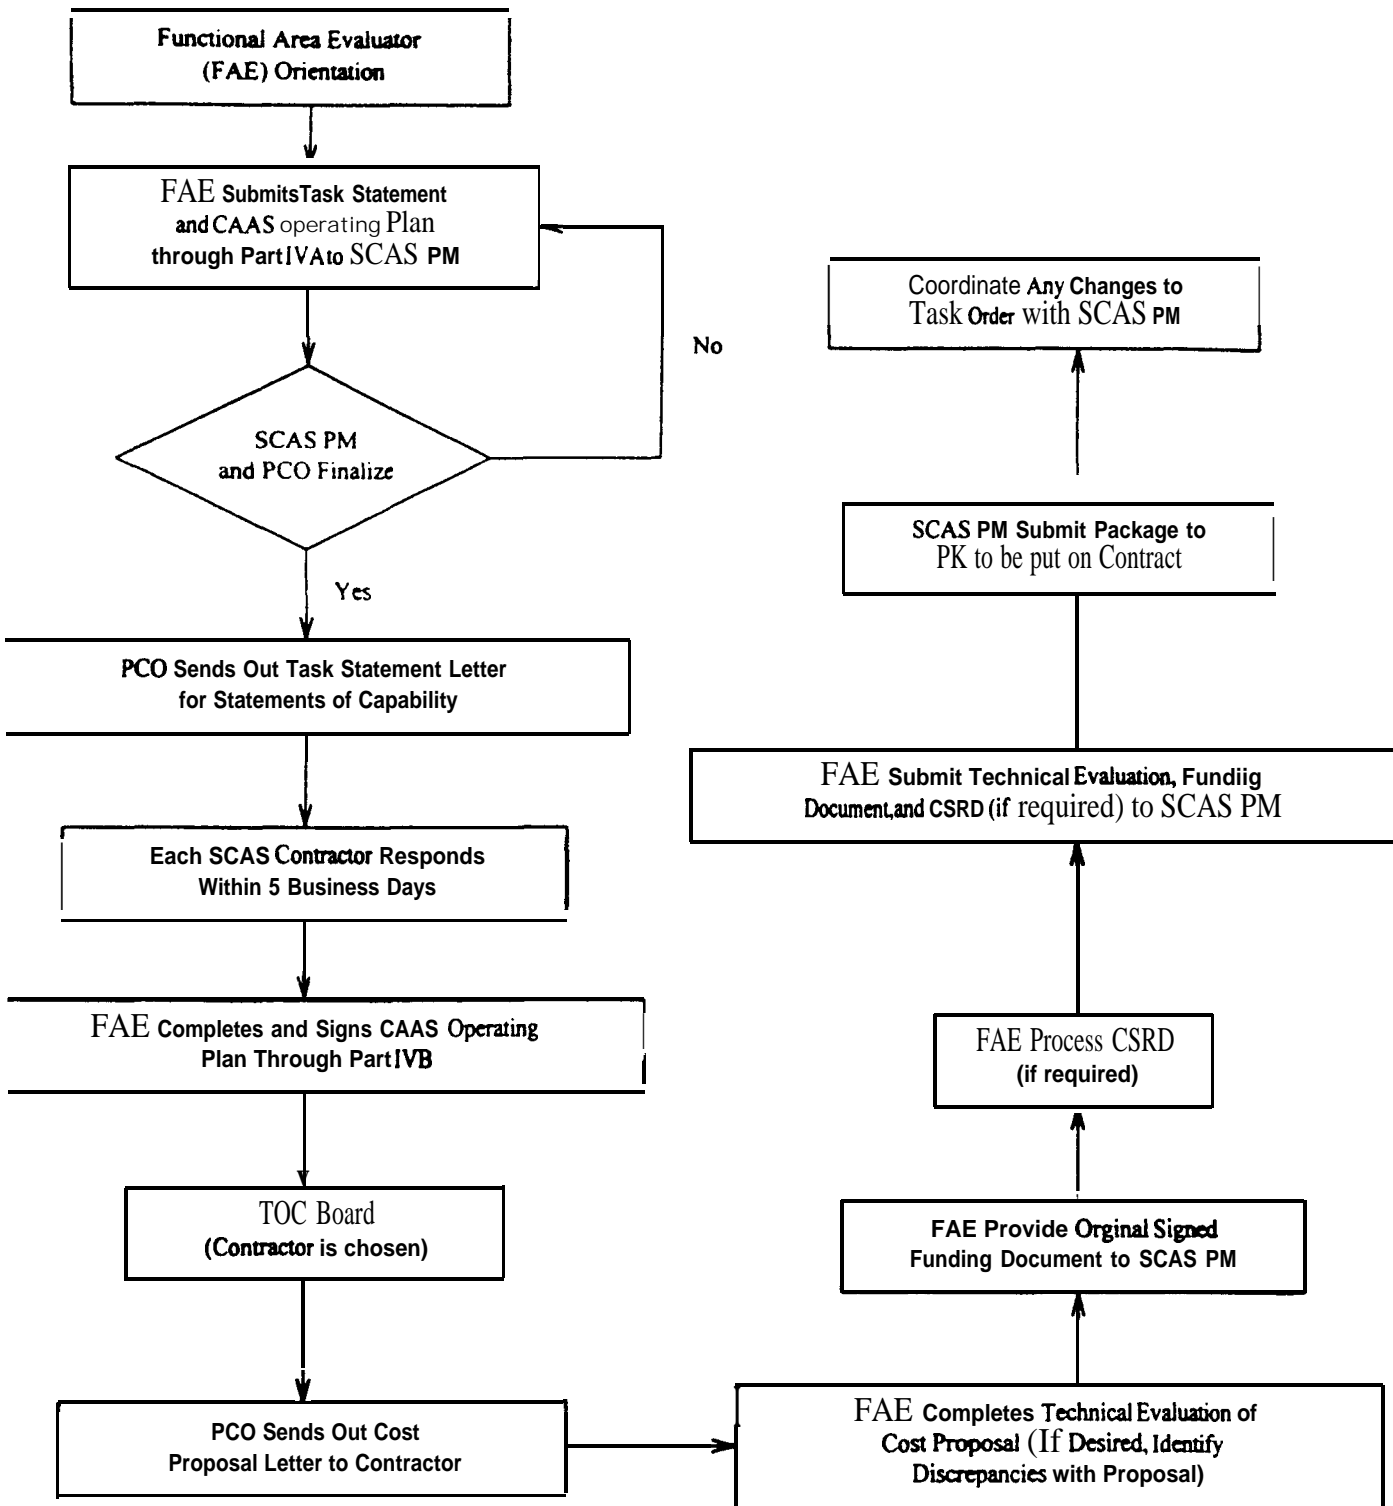 Functional Area Evaluator
(FAE) Orientation
FAE SubmitsTask Statement
and CAAS operating Plan
through Part IVA to SCAS PM
No
SCAS PM
and PCO Finalize
Yes
PCO Sends Out Task Statement Letter
for Statements of Capability
Each SCAS Contractor Responds
Within 5 Business Days
FAE Completes and Signs CAAS Operating
Plan Through Part IVB
TOC Board
(Contractor is chosen)
PCO Sends Out Cost
Proposal Letter to Contractor
FAE Completes Technical Evaluation of
Cost Proposal (If Desired, Identify
Discrepancies with Proposal)
FAE Provide Orginal Signed
Funding Document to SCAS PM
FAE Process CSRD
(if required)
FAE Submit Technical Evaluation, Fundiig
Document, and CSRD (if required) to SCAS PM
SCAS PM Submit Package to
PK to be put on Contract
Coordinate Any Changes to
Task Order with SCAS PM